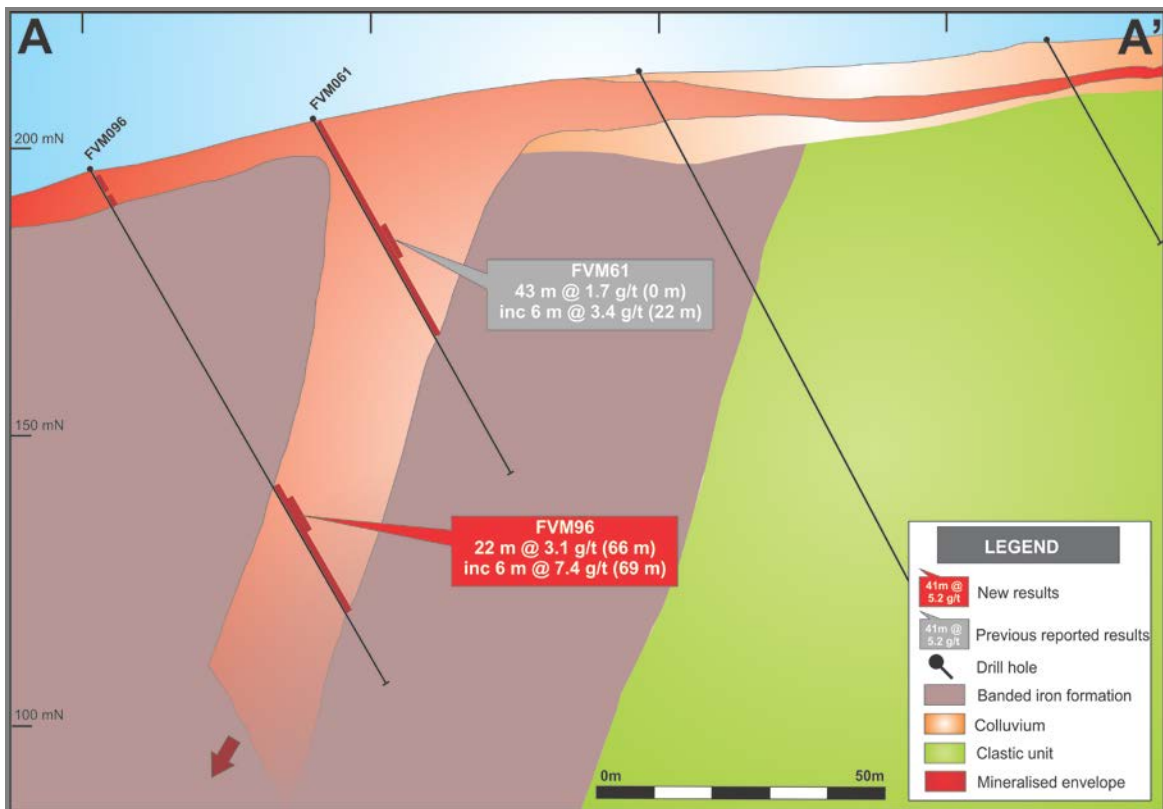 A
A'
FVM096
FVM061
200 mN
150 mN
100 mN
FVM61
43 m @ 1.7 g/t (0 m)
inc 6 m @ 3.4 g/t (22 m)
FVM96
22 m @ 3.1 g/t (66 m)
inc 6 m @ 7.4 g/t (69 m)
0m
50m
LEGEND
41m @
5.2 g/t
New results
41m @
5.2 g/t
Previous reported results
Drill hole
Banded iron formation
Colluvium
Clastic unit
Mineralised envelope